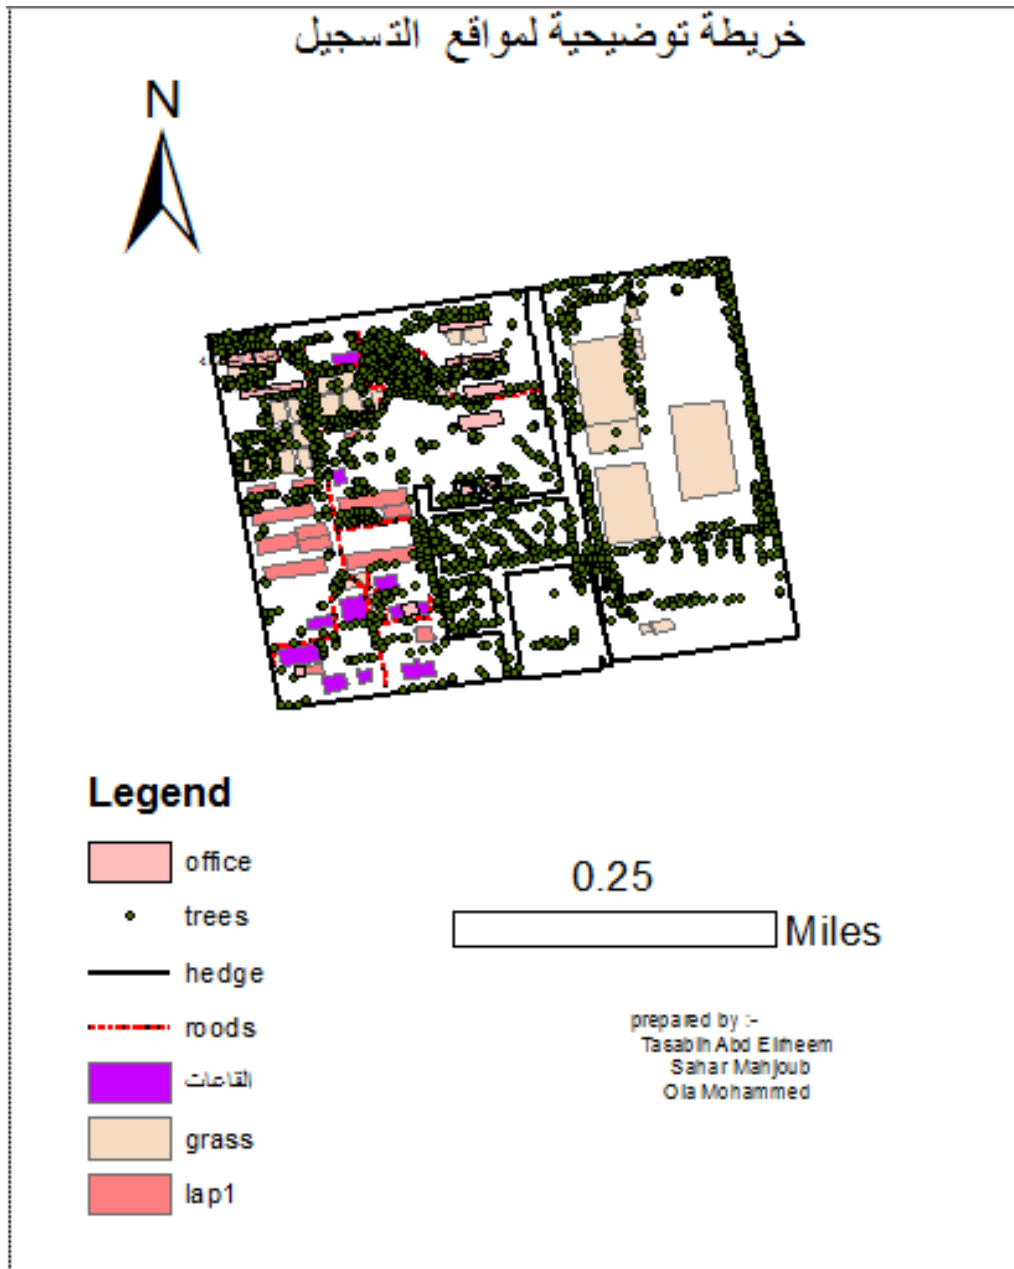 خريطة توضيحية لمواقع التسجيل
N
Legend
office
trees
hedge
roods
القاعات
grass
lap1
0.25
Miles
prepared by :-
Tasabih Abd Elrheem
Sahar Mahjoub
Ola Mohammed